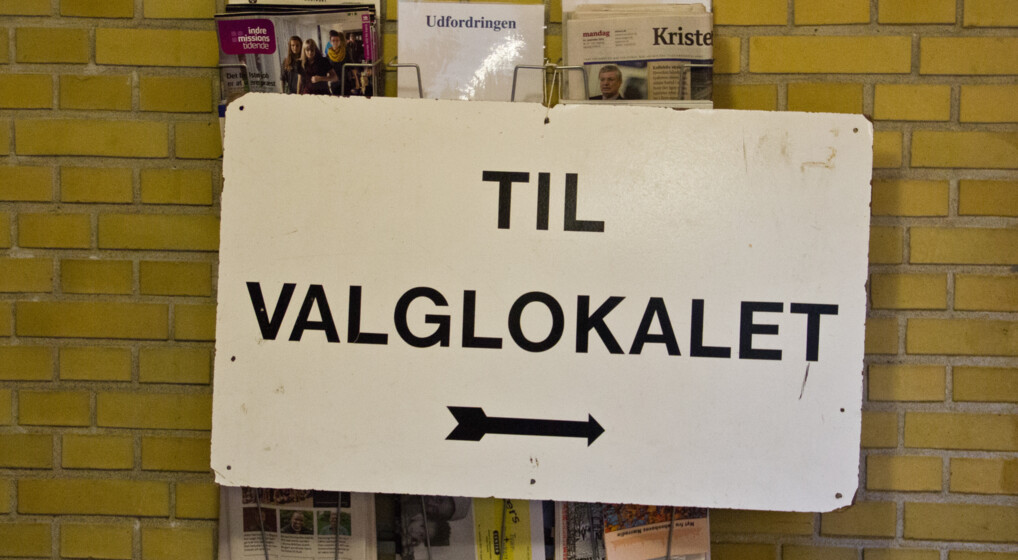 indre
missions
tidende
Udfordringen
mandag
Kriste
TIL
VALGLOKALET